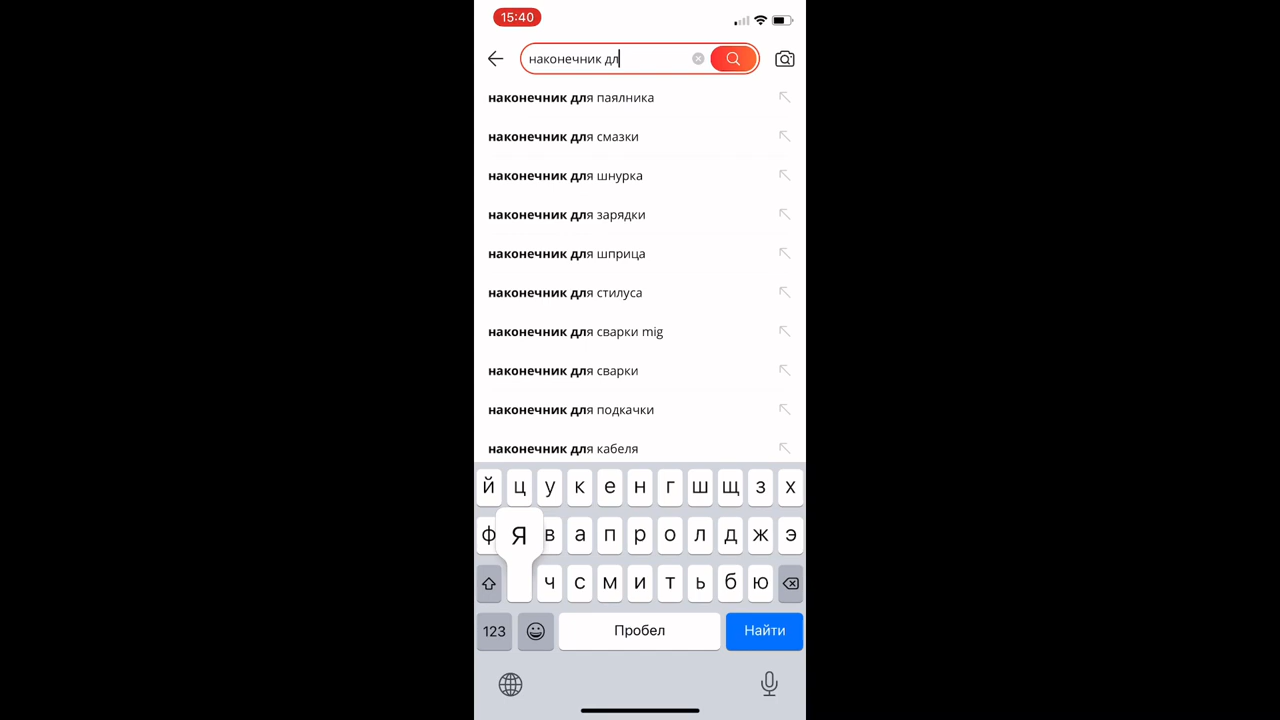 15:40
наконечник дл
наконечник для паялника
наконечник для смазки
наконечник для шнурка
наконечник для зарядки
наконечник для шприца
наконечник для стилуса
наконечник для сварки mig
наконечник для сварки
наконечник для подкачки
наконечник для кабеля
й ц у к е н г ш щ з х
ф Я в а п р о л д ж э
ч с м и т ь б ю
123 Пробел Найти